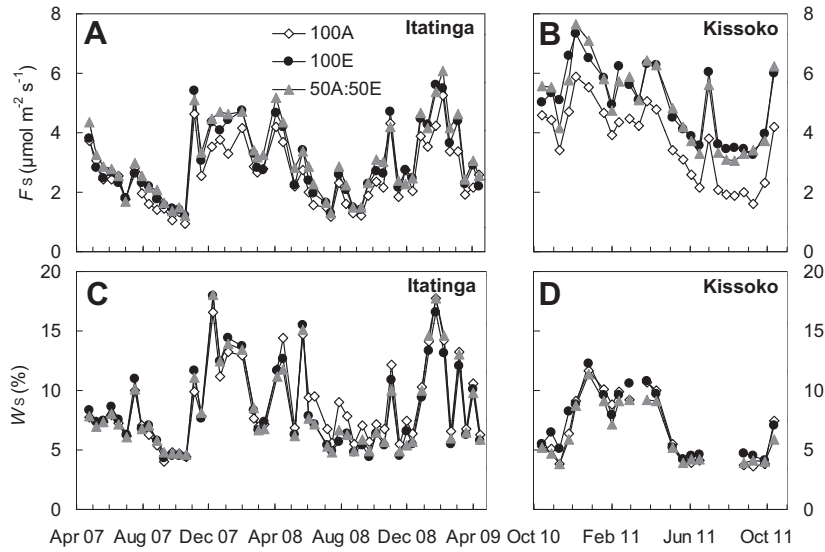 8
6
4
2
0
F s (µmol m-2 s-1)
A
Itatinga
100A
100E
50A:50E
B
Kissoko
8
6
4
2
0
20
15
10
5
0
W s (%)
C
Itatinga
D
Kissoko
20
15
10
5
0
Apr 07 Aug 07 Dec 07 Apr 08 Aug 08 Dec 08 Apr 09 Oct 10 Feb 11 Jun 11 Oct 11